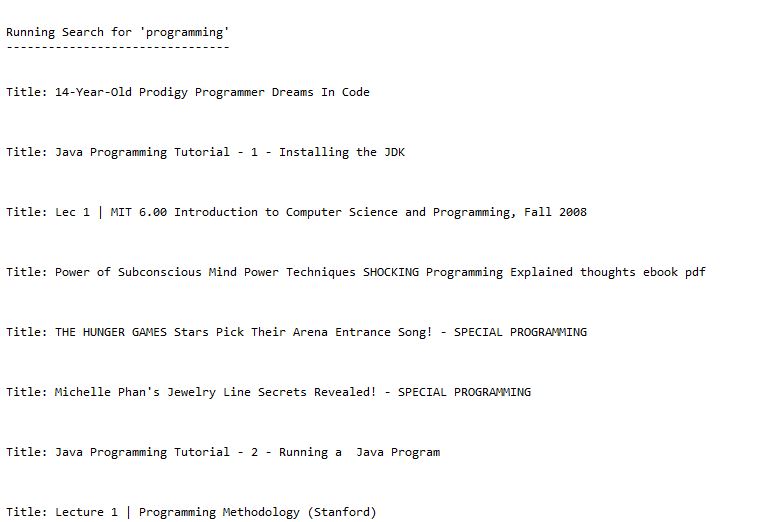 Running Search for 'programming'
--------------------------------
Title: 14-Year-Old Prodigy Programmer Dreams In Code
Title: Java Programming Tutorial - 1 - Installing the JDK
Title: Lec 1 | MIT 6.00 Introduction to Computer Science and Programming, Fall 2008
Title: Power of Subconscious Mind Power Techniques SHOCKING Programming Explained thoughts ebook pdf
Title: THE HUNGER GAMES Stars Pick Their Arena Entrance Song! - SPECIAL PROGRAMMING
Title: Michelle Phan's Jewelry Line Secrets Revealed! - SPECIAL PROGRAMMING
Title: Java Programming Tutorial - 2 - Running a  Java Program
Title: Lecture 1 | Programming Methodology (Stanford)